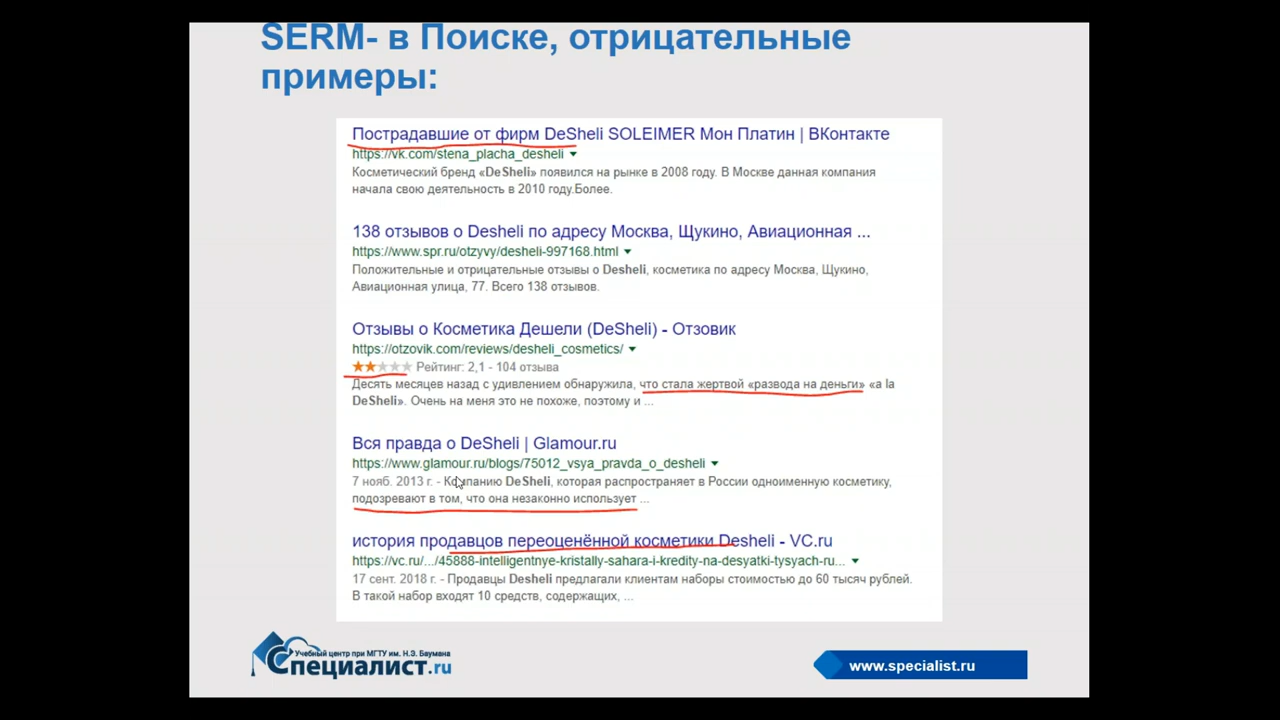 SERM- в Поиске, отрицательные
примеры:
Пострадавшие от фирм DeSheli SOLEIMER Мон Платин | ВКонтакте
https://vk.com/stena_placha_desheli
Косметический бренд «DeSheli» появился на рынке в 2008 году. В Москве данная компания
начала свою деятельность в 2010 году.Более.
138 отзывов о Desheli по адресу Москва, Щукино, Авиационная ...
https://www.spr.ru/otzyvy/desheli-997168.html
Положительные и отрицательные отзывы о Desheli, косметика по адресу Москва, Щукино,
Авиационная улица, 77. Всего 138 отзывов.
Отзывы о Косметика Дешели (DeSheli) - Отзовик
https://otzovik.com/reviews/desheli_cosmetics/
Рейтинг: 2,1 - 104 отзыва
Десять месяцев назад с удивлением обнаружила, что стала жертвой «развода на деньги» «a la
DeSheli». Очень на меня это не похоже, поэтому и ...
Вся правда о DeSheli | Glamour.ru
https://www.glamour.ru/blogs/75012_vsya_pravda_o_desheli
7 нояб. 2013 г. - Компанию DeSheli, которая распространяет в России одноименную косметику,
подозревают в том, что она незаконно использует ...
история продавцов переоценённой косметики Desheli - VC.ru
https://vc.ru/.../45888-intelligentnye-kristally-sahara-i-kredity-na-desyatki-tysyach-ru...
17 сент. 2018 г. - Продавцы Desheli предлагали клиентам наборы стоимостью до 60 тысяч рублей.
В такой набор входят 10 средств, содержащих, ...
Учебный центр при МГТУ им. Н.Э. Баумана
Специалист.ru
www.specialist.ru